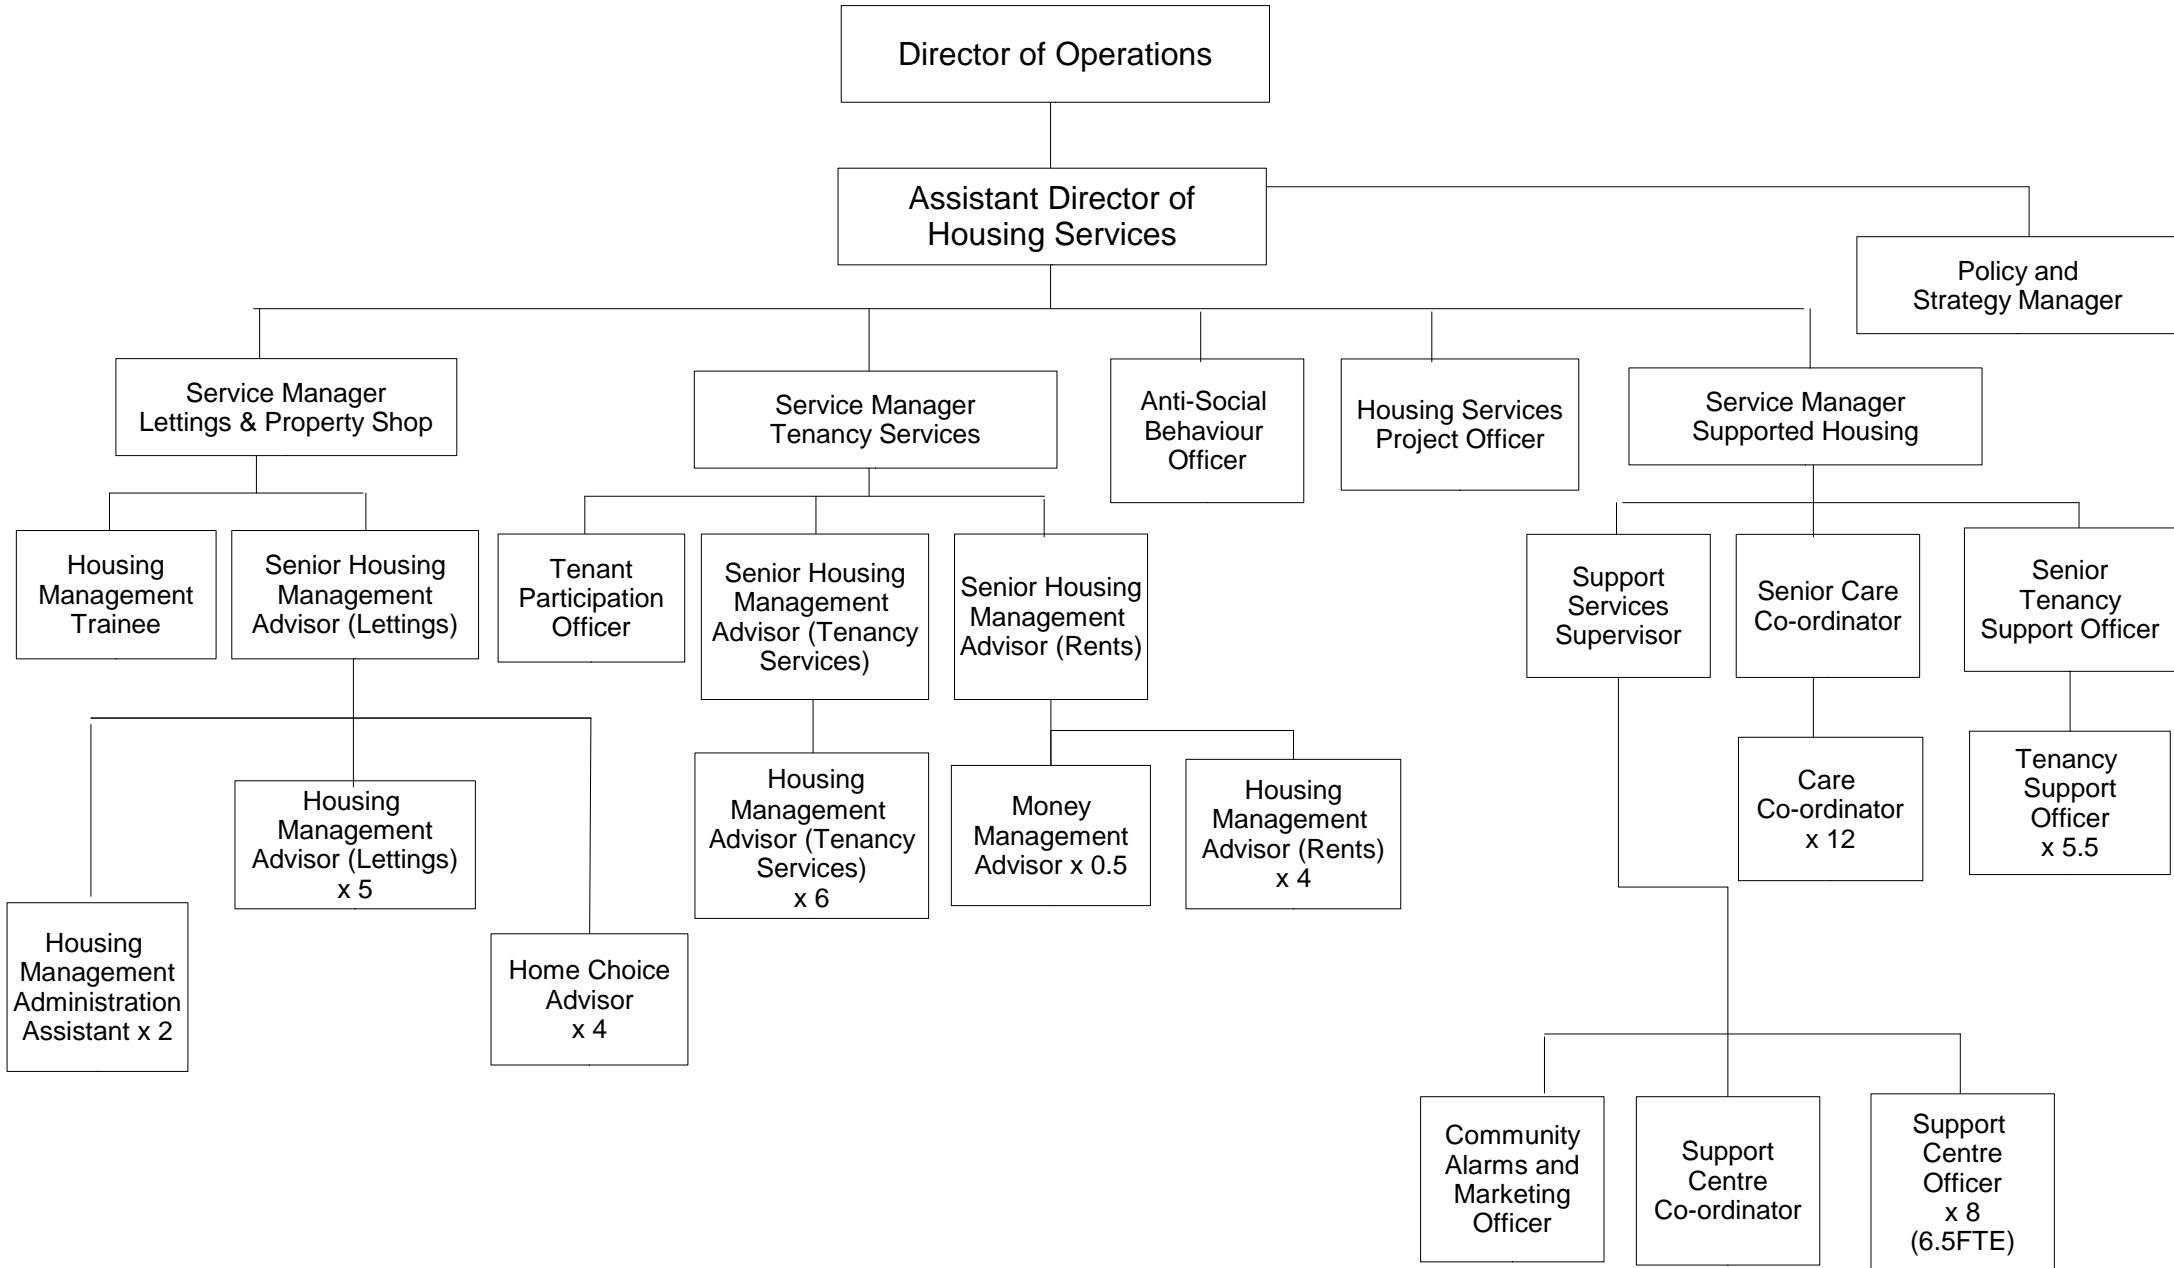 Director of Operations
Assistant Director of
Housing Services
Policy and
Strategy Manager
Service Manager
Lettings & Property Shop
Service Manager
Tenancy Services
Anti-Social
Behaviour
Officer
Housing Services
Project Officer
Service Manager
Supported Housing
Housing
Management
Trainee
Senior Housing
Management
Advisor (Lettings)
Tenant
Participation
Officer
Senior Housing
Management
Advisor (Tenancy
Services)
Senior Housing
Management
Advisor (Rents)
Support
Services
Supervisor
Senior Care
Co-ordinator
Senior
Tenancy
Support Officer
Housing
Management
Administration
Assistant x 2
Housing
Management
Advisor (Lettings)
x 5
Home Choice
Advisor
x 4
Housing
Management
Advisor (Tenancy
Services)
x 6
Money
Management
Advisor x 0.5
Housing
Management
Advisor (Rents)
x 4
Care
Co-ordinator
x 12
Tenancy
Support
Officer
x 5.5
Community
Alarms and
Marketing
Officer
Support
Centre
Co-ordinator
Support
Centre
Officer
x 8
(6.5FTE)